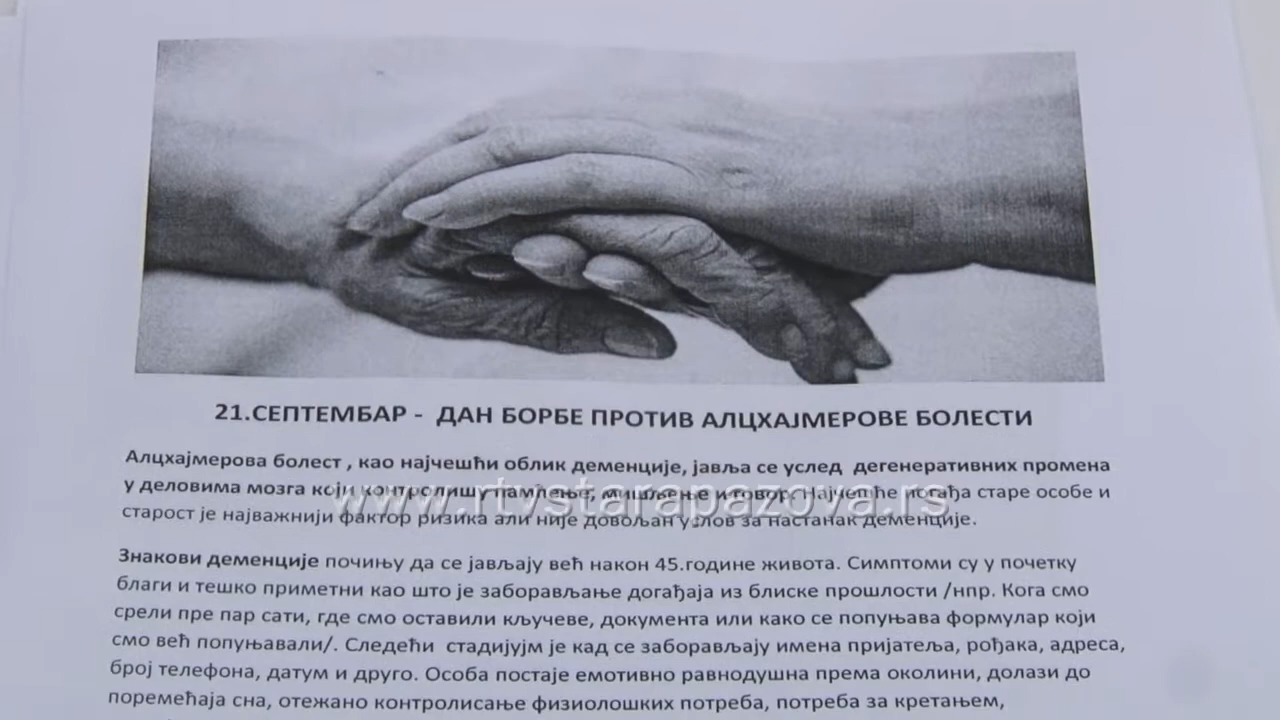 21.СЕПТЕМБАР - ДАН БОРБЕ ПРОТИВ АЛЦХАЈМЕРОВЕ БОЛЕСТИ
Алцхајмерова болест , као најчешћи облик деменције, јавља се услед дегенеративних промена
у деловима мозга који контролишу памћење, мишљење и говор. Најчешће погађа старе особе и
www.rtvstarapazova.rs
старост је најважнији фактор ризика али није довољан услов за настанак деменције.
Знакови деменције почињу да се јављају већ након 45.године живота. Симптоми су у почетку
благи и тешко приметни као што је заборављање догађаја из блиске прошлости /нпр. Кога смо
срели пре пар сати, где смо оставили кључеве, документа или како се попуњава формулар који
смо већ попуњавали/. Следећи стадијујм је кад се заборављају имена пријатеља, рођака, адреса,
број телефона, датум и друго. Особа постаје емотивно равнодушна према околини, долази до
поремећаја сна, отежано контролисање физиолошких потреба, потреба за кретањем,